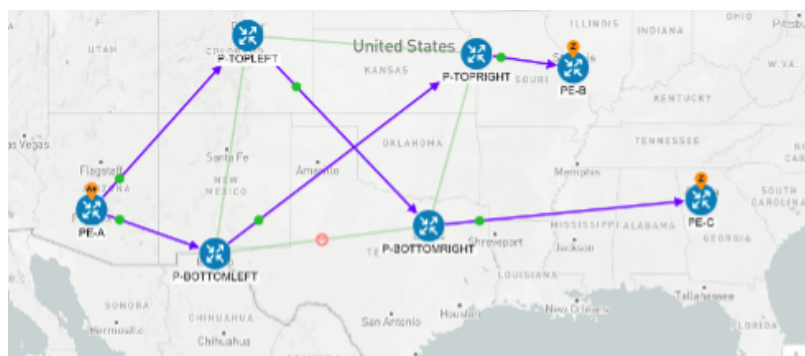 OHIO
ILLINOIS
INDIANA
UTAH
United States
P-TOPLEFT
KANSAS
P-TOPRIGHT
SOURI
PE-B
W.VA.
KENTUCKY
TENNESSEE
OKLAHOMA
Las Vegas
Flagstaff
Santa Fe
NEW
MEXICO
Amarillo
Memphis
Z
Z
PE-A
PE-C
SOUTH
CAROLINA
P-BOTTOMLEFT
P-BOTTOMRIGHT
Shreveport
MISSISSIPPI
ALABAMA
Jackson
GEORGIA
LOUISIANA
SONORA
Hermosillo
CHIHUAHUA
Chihuahua
San Antonio
Houston
New Orleans
Tallahassee
FLORIDA
B.C.